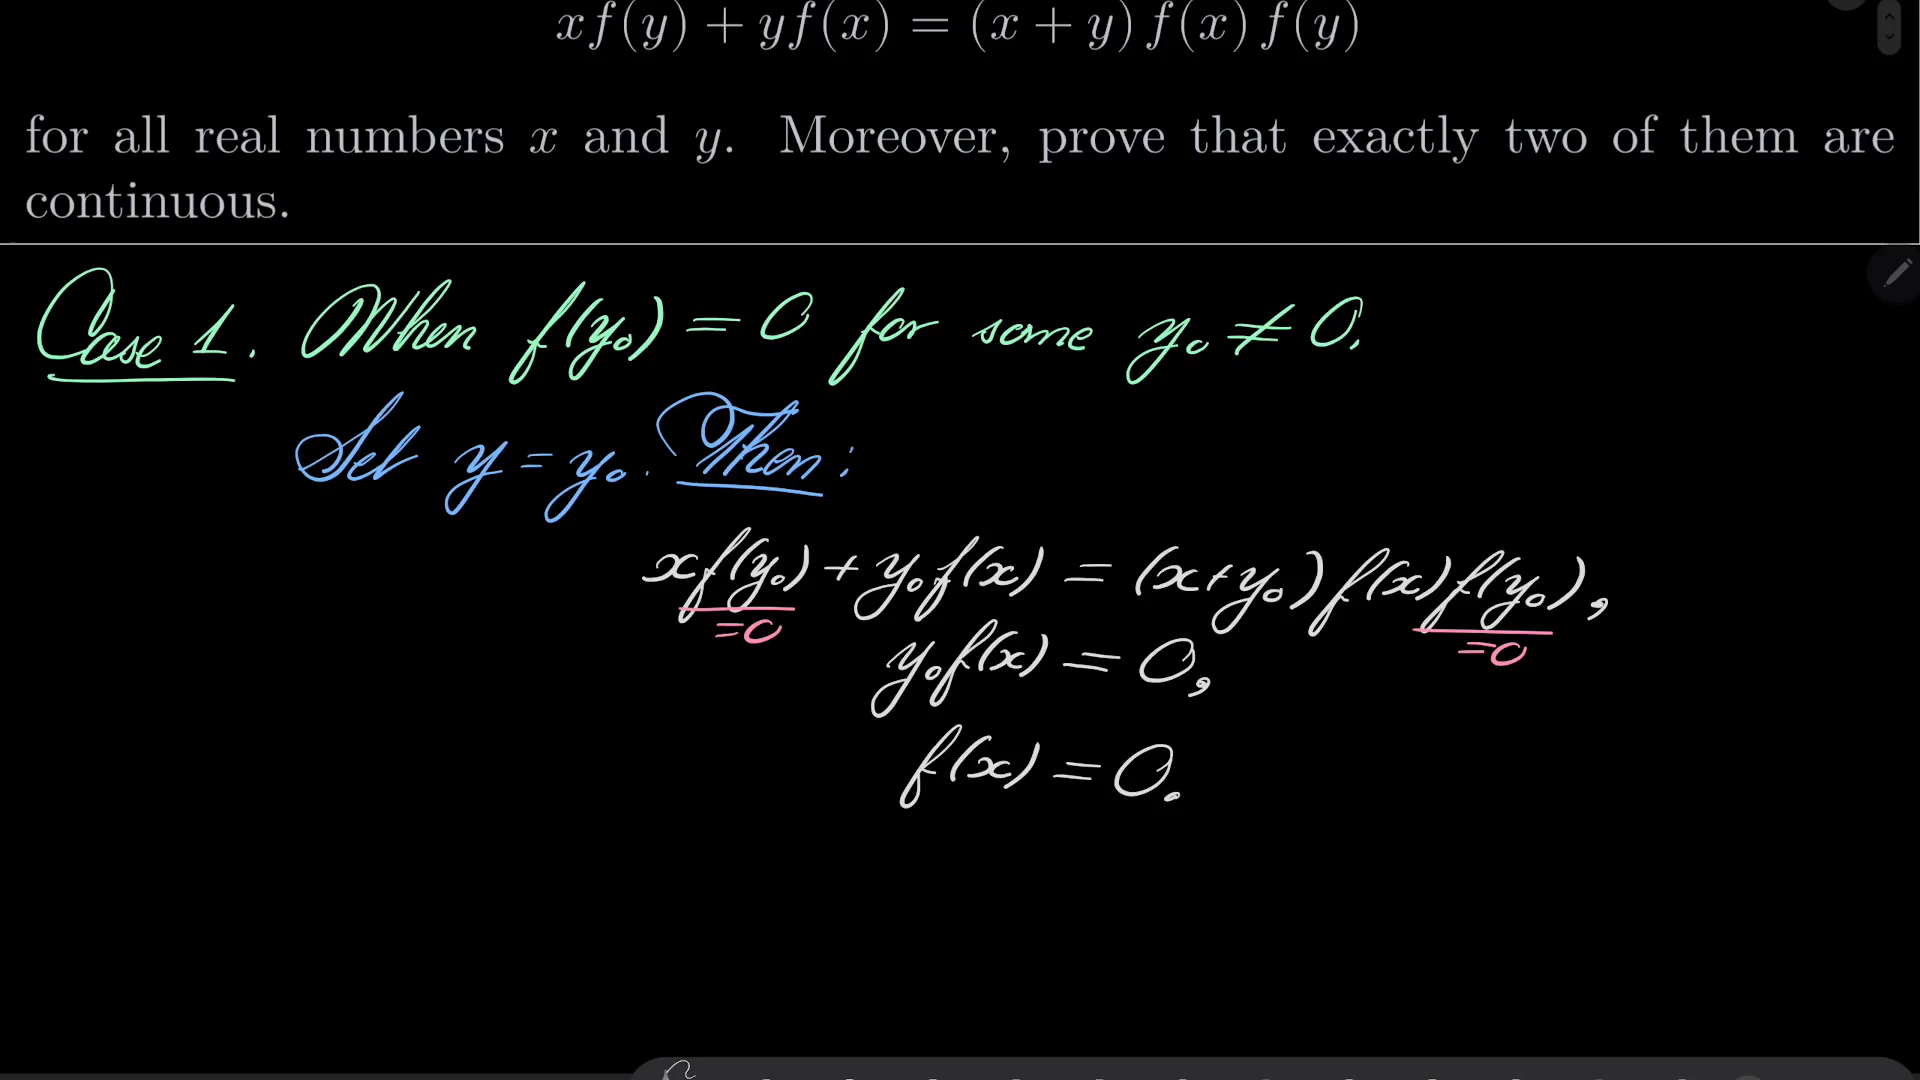 xf(y) + yf(x) = (x + y) f(x) f(y)
for all real numbers x and y. Moreover, prove that exactly two of them are
continuous.
Case 1. When f(y₀) = 0 for some y₀ ≠ 0.
Set y = y₀. Then:
xf(y₀) + y₀f(x) = (x+y₀)f(x)f(y₀),
=0 =0
y₀f(x) = 0,
f(x) = 0.